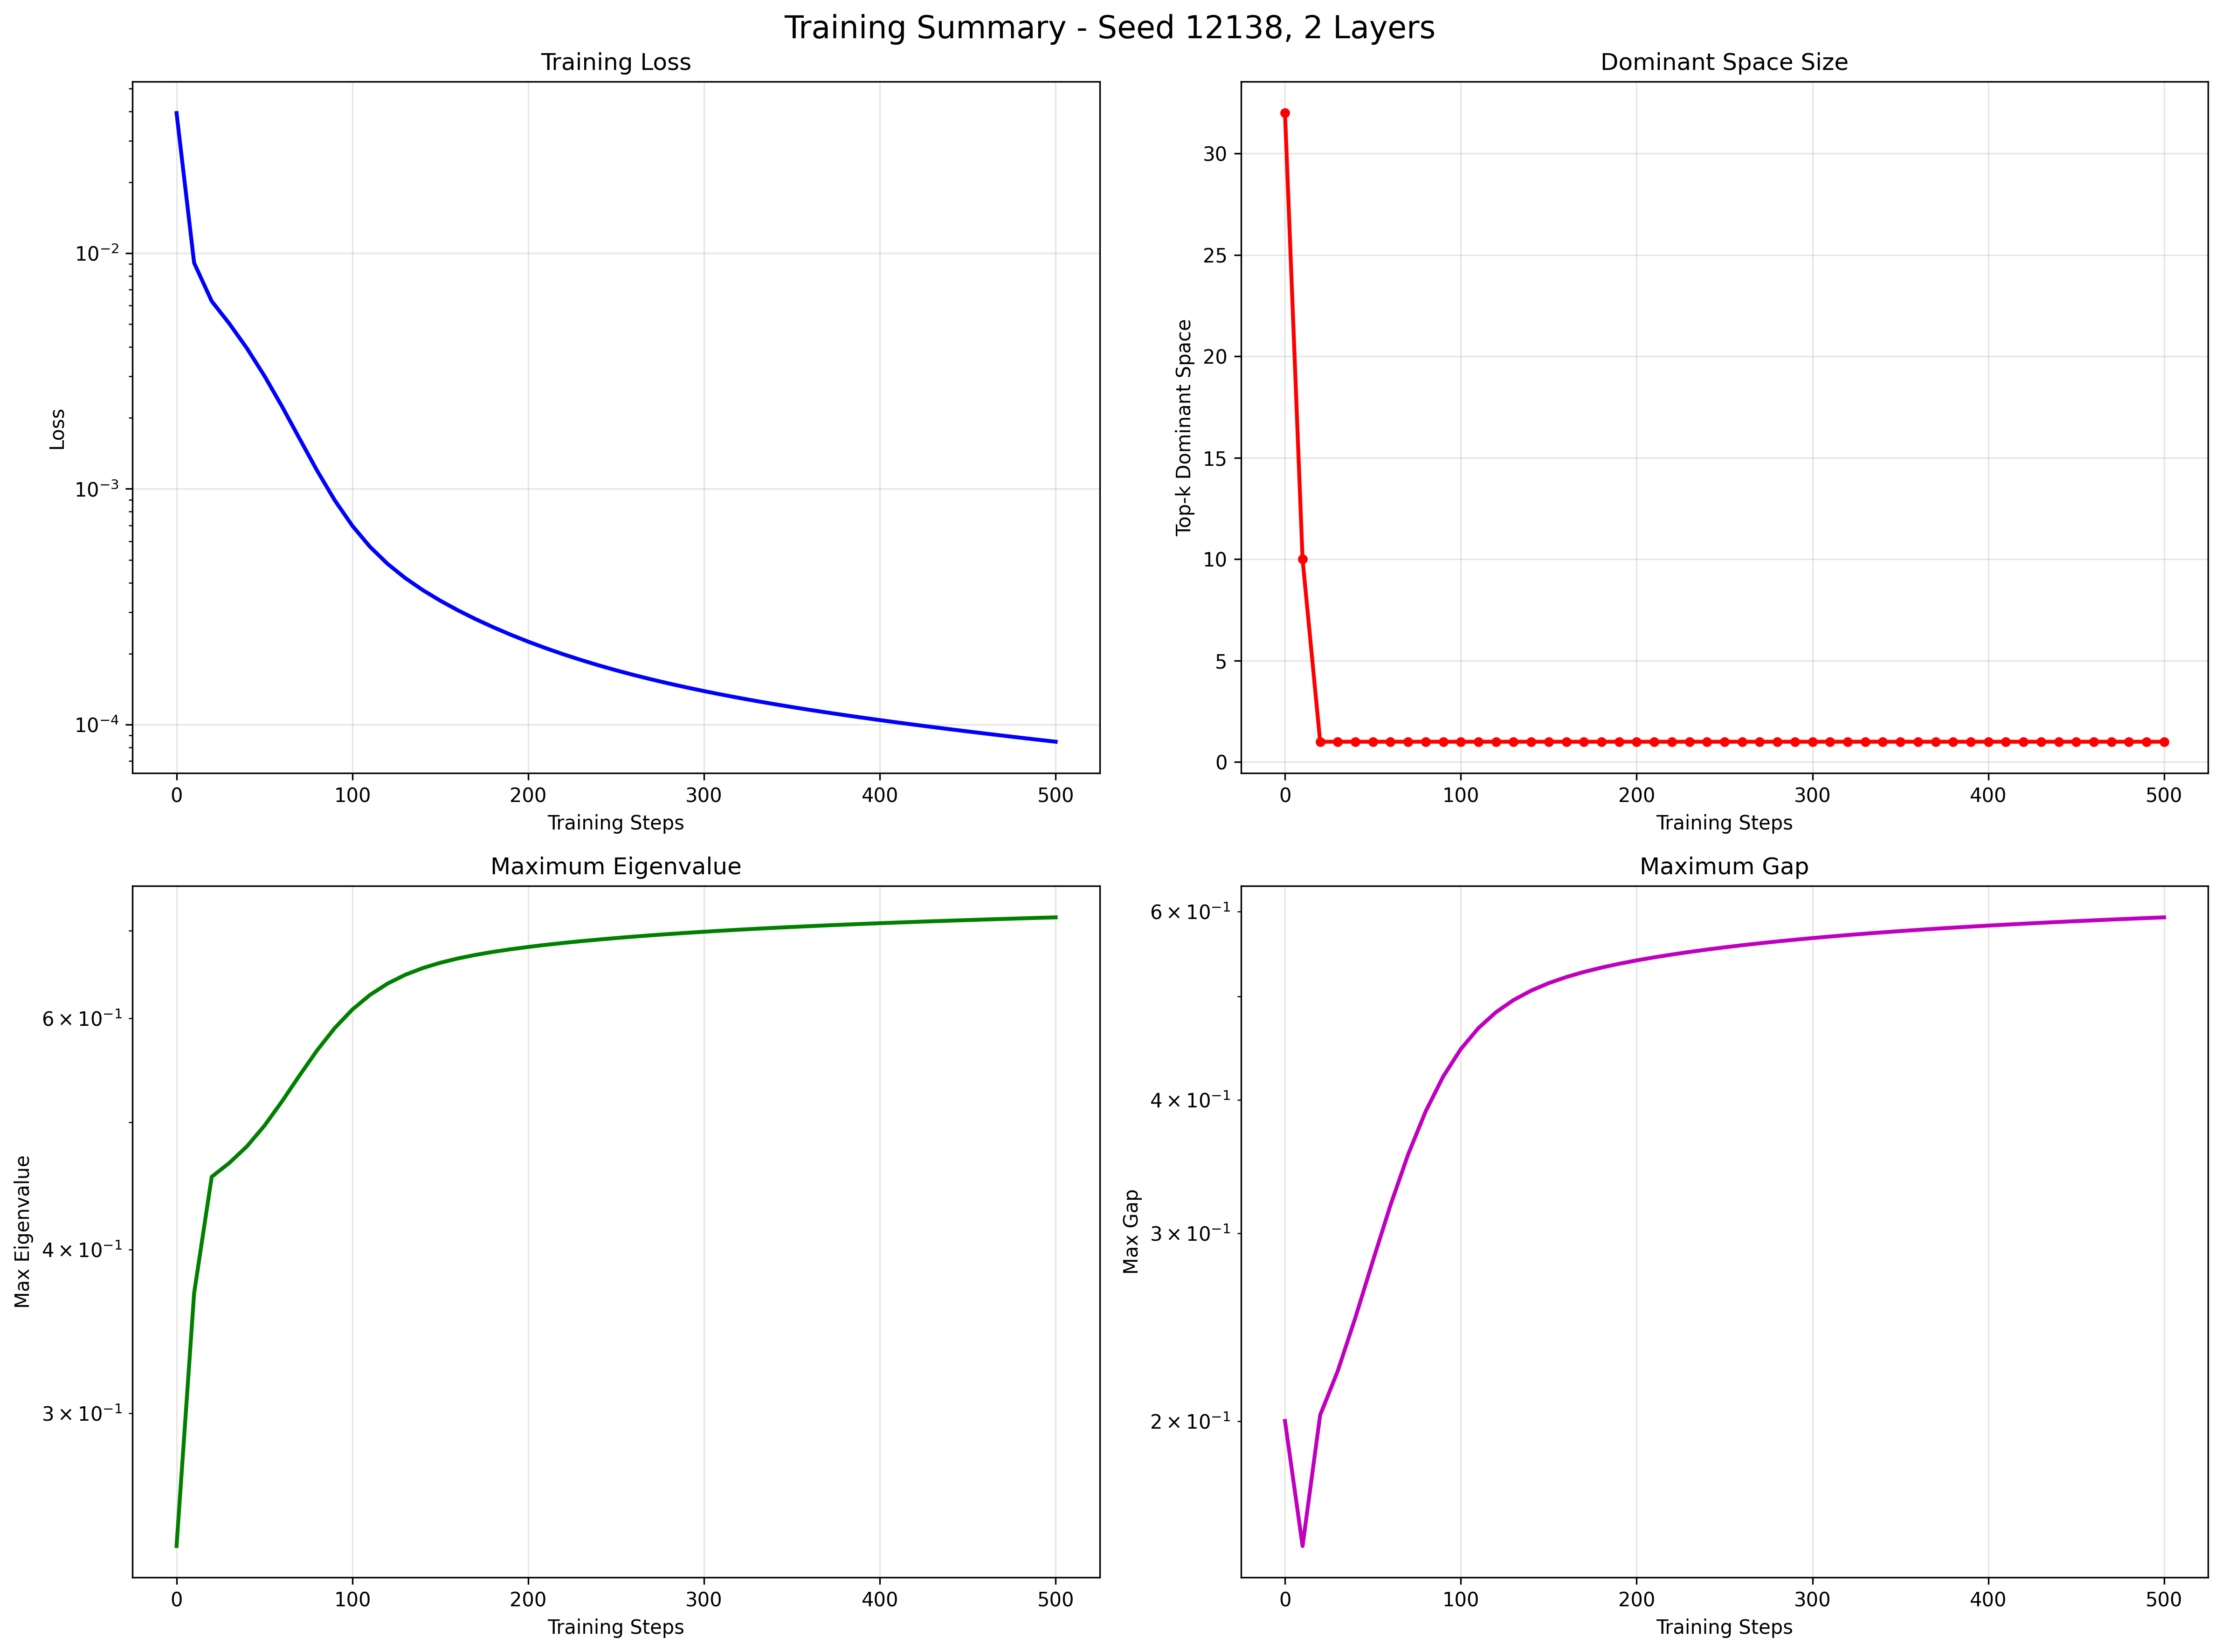 Training Summary - Seed 12138, 2 Layers
Training Loss
Loss
10⁻²
10⁻³
10⁻⁴
0 100 200 300 400 500
Training Steps
Dominant Space Size
Top-k Dominant Space
30
25
20
15
10
5
0
0 100 200 300 400 500
Training Steps
Maximum Eigenvalue
Max Eigenvalue
6 × 10⁻¹
4 × 10⁻¹
3 × 10⁻¹
0 100 200 300 400 500
Training Steps
Maximum Gap
Max Gap
6 × 10⁻¹
4 × 10⁻¹
3 × 10⁻¹
2 × 10⁻¹
0 100 200 300 400 500
Training Steps